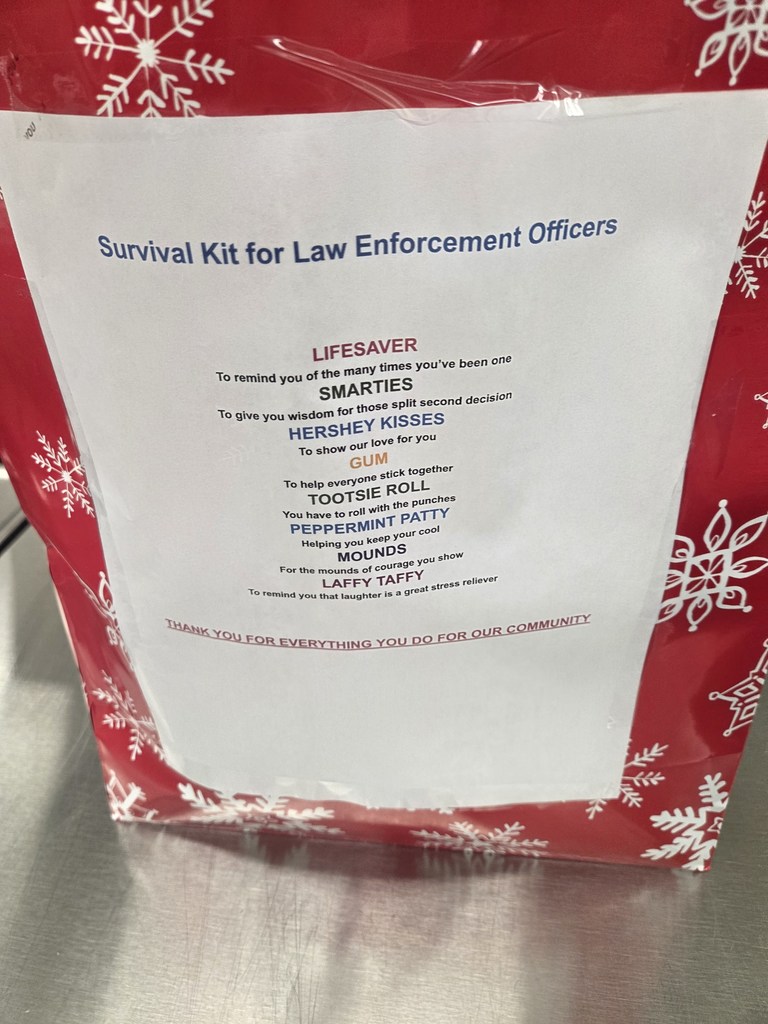 YOU
Survival Kit for Law Enforcement Officers
LIFESAVER
To remind you of the many times you've been one
SMARTIES
To give you wisdom for those split second decision
HERSHEY KISSES
To show our love for you
GUM
To help everyone stick together
TOOTSIE ROLL
You have to roll with the punches
PEPPERMINT PATTY
Helping you keep your cool
MOUNDS
For the mounds of courage you show
LAFFY TAFFY
To remind you that laughter is a great stress reliever
THANK YOU FOR EVERYTHING YOU DO FOR OUR COMMUNITY